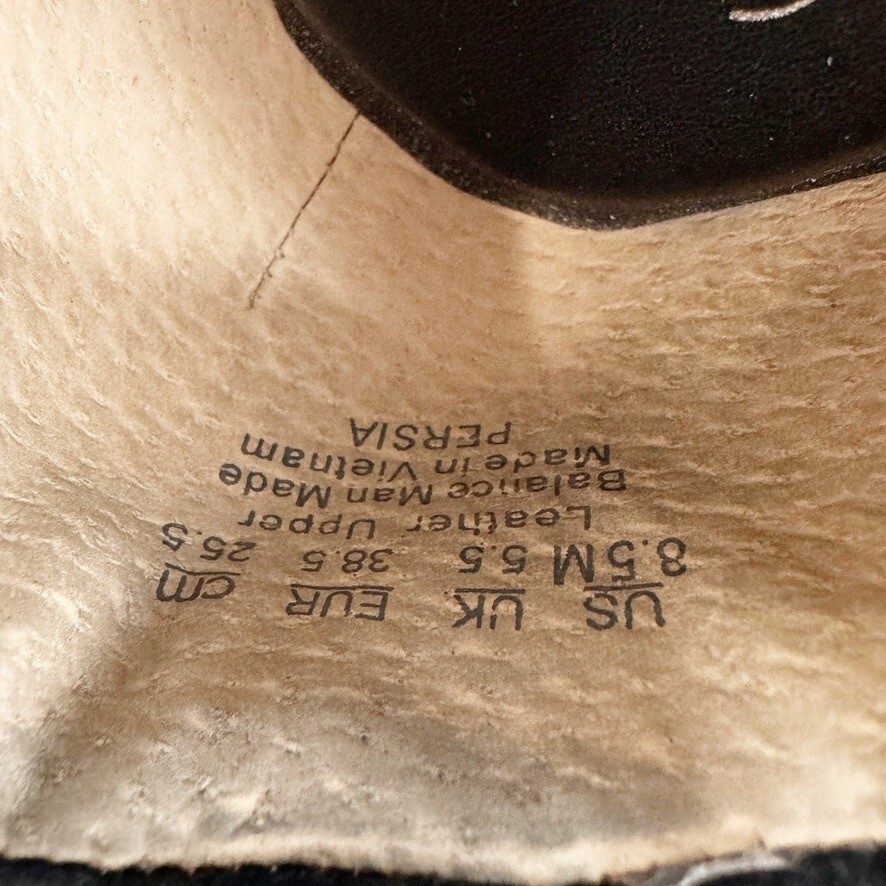 US UK EUR cm
8.5M 5.5 38.5 25.5
Leather Upper
Balance Man Made
Made in Vietnam
PERSIA